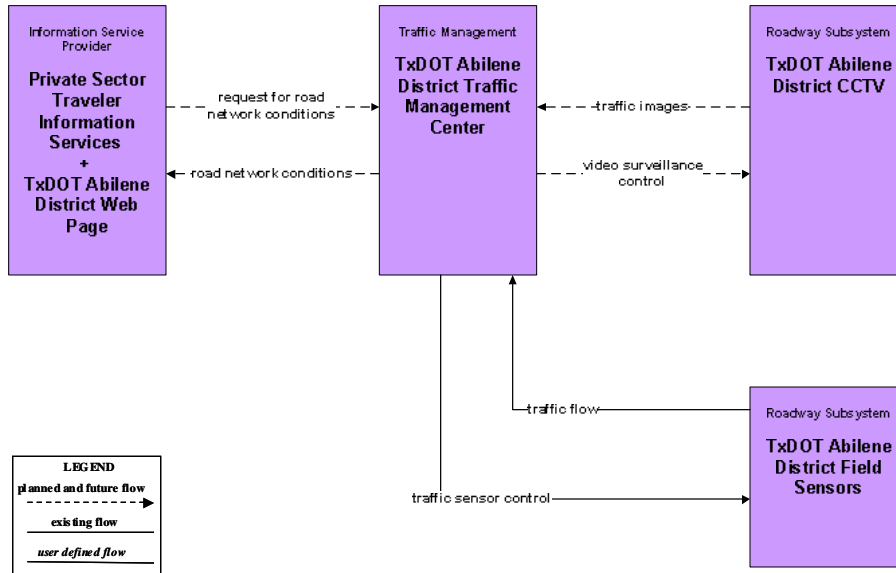 Information Service
Provider
Private Sector
Traveler
Information
Services
+
TxDOT Abilene
District Web
Page
request for road
network conditions
road network conditions
Traffic Management
TxDOT Abilene
District Traffic
Management
Center
traffic images
video surveillance
control
Roadway Subsystem
TxDOT Abilene
District CCTV
traffic flow
traffic sensor control
Roadway Subsystem
TxDOT Abilene
District Field
Sensors
LEGEND
planned and future flow
existing flow
user defined flow